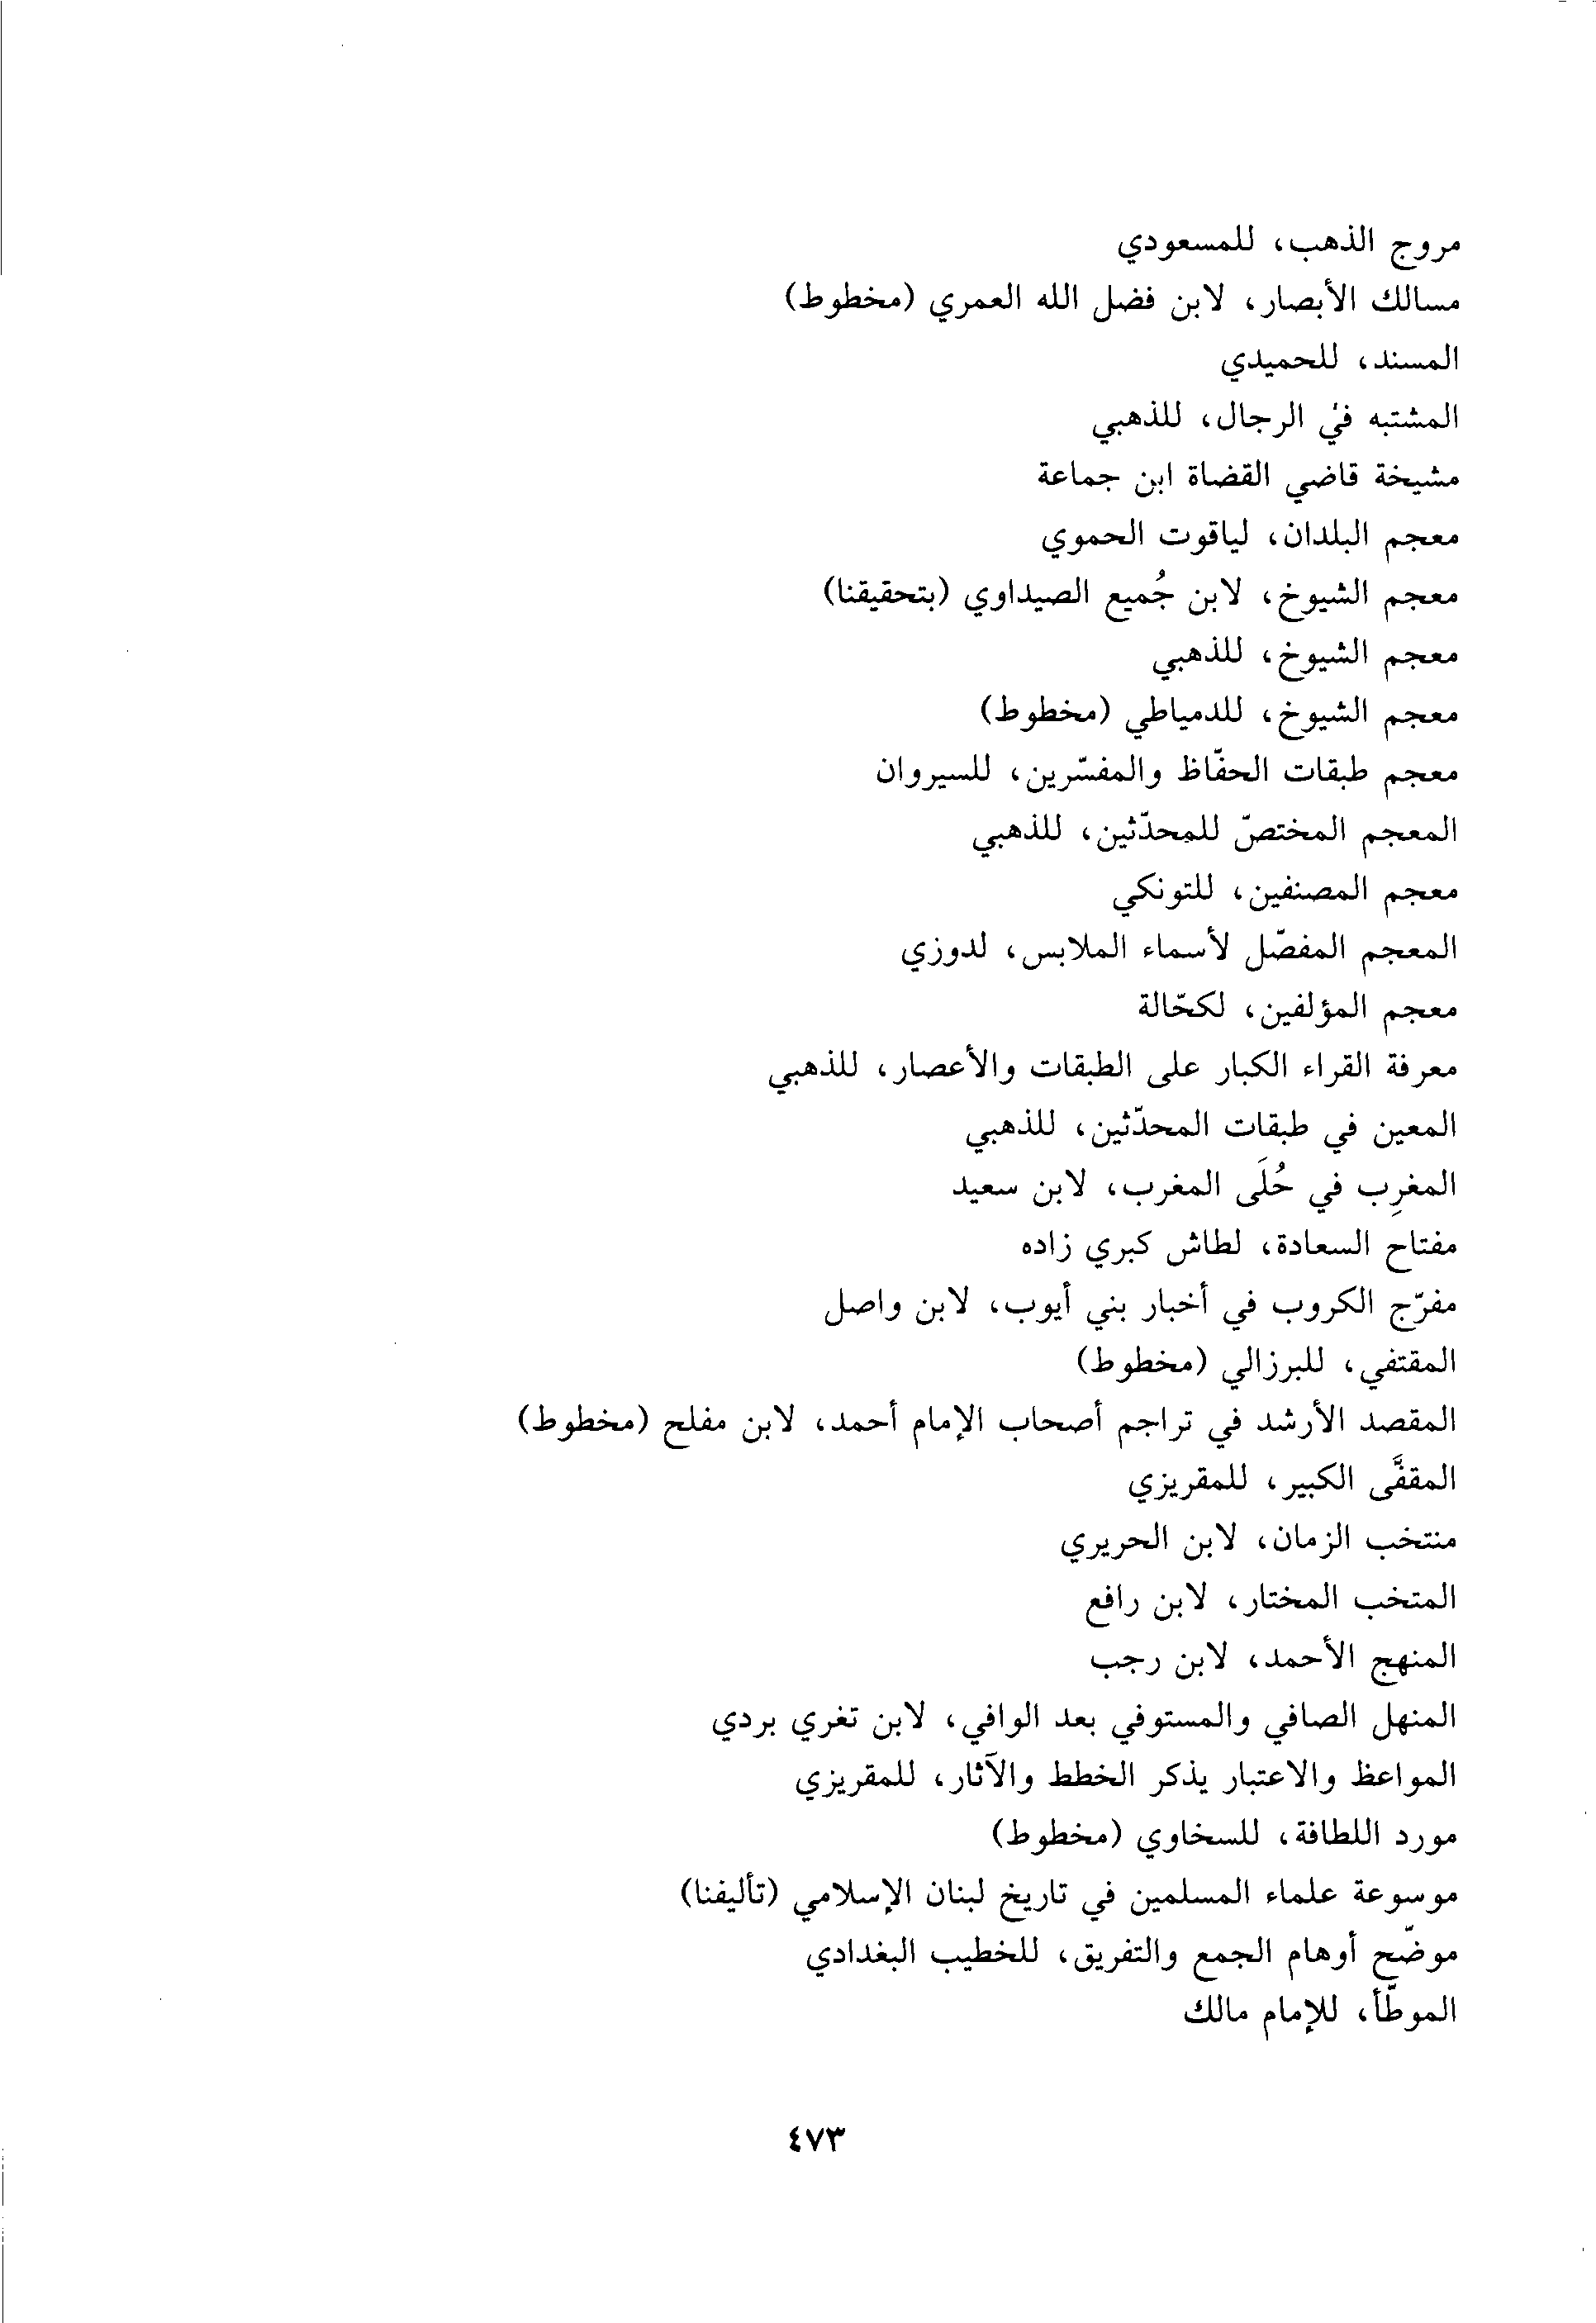 مروج الذهب، للمسعودي
مسالك الأبصار، لابن فضل الله العمري (مخطوط)
المسند، للحميدي
المشتبه في الرجال، للذهبي
مشيخة قاضي القضاة ابن جماعة
معجم البلدان، لياقوت الحموي
معجم الشيوخ، لابن جُميع الصيداوي (بتحقيقنا)
معجم الشيوخ، للذهبي
معجم الشيوخ، للدمياطي (مخطوط)
معجم طبقات الحفّاظ والمفسّرين، للسيروان
المعجم المختصّ للمحدّثين، للذهبي
معجم المصنفين، للتونكي
المعجم المفصّل لأسماء الملابس، لدوزي
معجم المؤلفين، لكحّالة
معرفة القراء الكبار على الطبقات والأعصار، للذهبي
المعين في طبقات المحدّثين، للذهبي
المغرِب في حُلَى المغرب، لابن سعيد
مفتاح السعادة، لطاش كبري زاده
مفرّج الكروب في أخبار بني أيوب، لابن واصل
المقتفي، للبرزالي (مخطوط)
المقصد الأرشد في تراجم أصحاب الإمام أحمد، لابن مفلح (مخطوط)
المقفَّى الكبير، للمقريزي
منتخب الزمان، لابن الحريري
المتخب المختار، لابن رافع
المنهج الأحمد، لابن رجب
المنهل الصافي والمستوفي بعد الوافي، لابن تغري بردي
المواعظ والاعتبار يذكر الخطط والآثار، للمقريزي
مورد اللطافة، للسخاوي (مخطوط)
موسوعة علماء المسلمين في تاريخ لبنان الإسلامي (تأليفنا)
موضّح أوهام الجمع والتفريق، للخطيب البغدادي
الموطّأ، للإمام مالك
٤٧٣